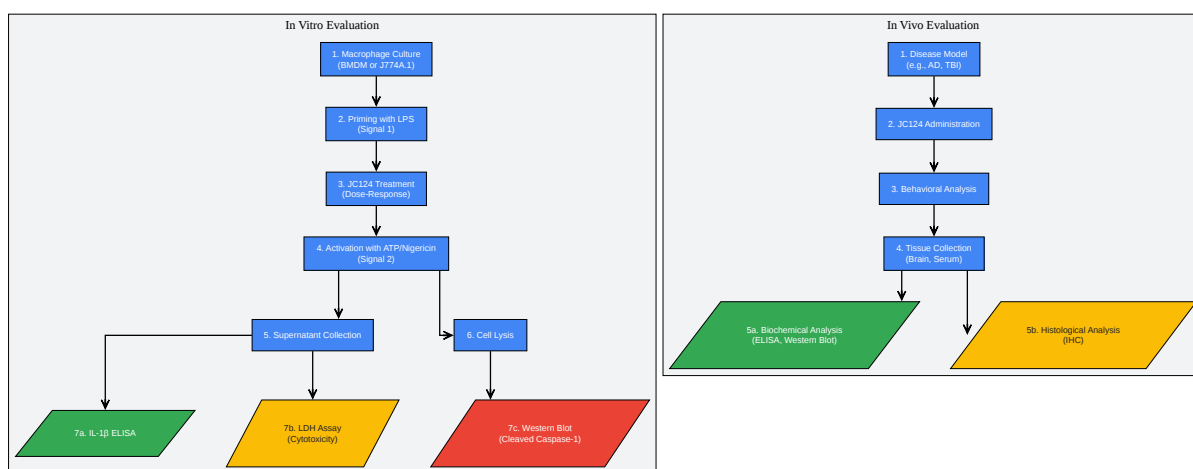 In Vitro Evaluation
1. Macrophage Culture
(BMDM or J774A.1)
2. Priming with LPS
(Signal 1)
3. JC124 Treatment
(Dose-Response)
4. Activation with ATP/Nigericin
(Signal 2)
5. Supernatant Collection
6. Cell Lysis
7a. IL-1β ELISA
7b. LDH Assay
(Cytotoxicity)
7c. Western Blot
(Cleaved Caspase-1)
In Vivo Evaluation
1. Disease Model
(e.g., AD, TBI)
2. JC124 Administration
3. Behavioral Analysis
4. Tissue Collection
(Brain, Serum)
5a. Biochemical Analysis
(ELISA, Western Blot)
5b. Histological Analysis
(IHC)